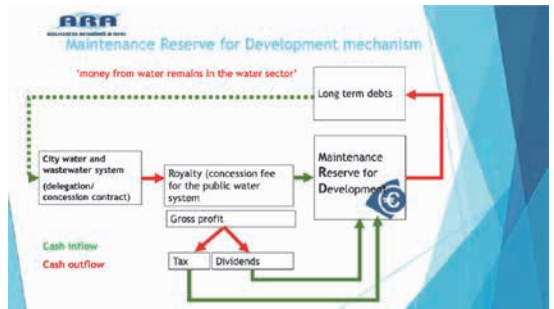 ARA
Maintenance Reserve for Development mechanism
'money from water remains in the water sector'
Long term debts
City water and
wastewater system
(delegation/
concession contract)
Royalty (concession fee
for the public water
system
Gross profit
Maintenance
Reserve for
Development
Tax
Dividends
Cash inflow
Cash outflow